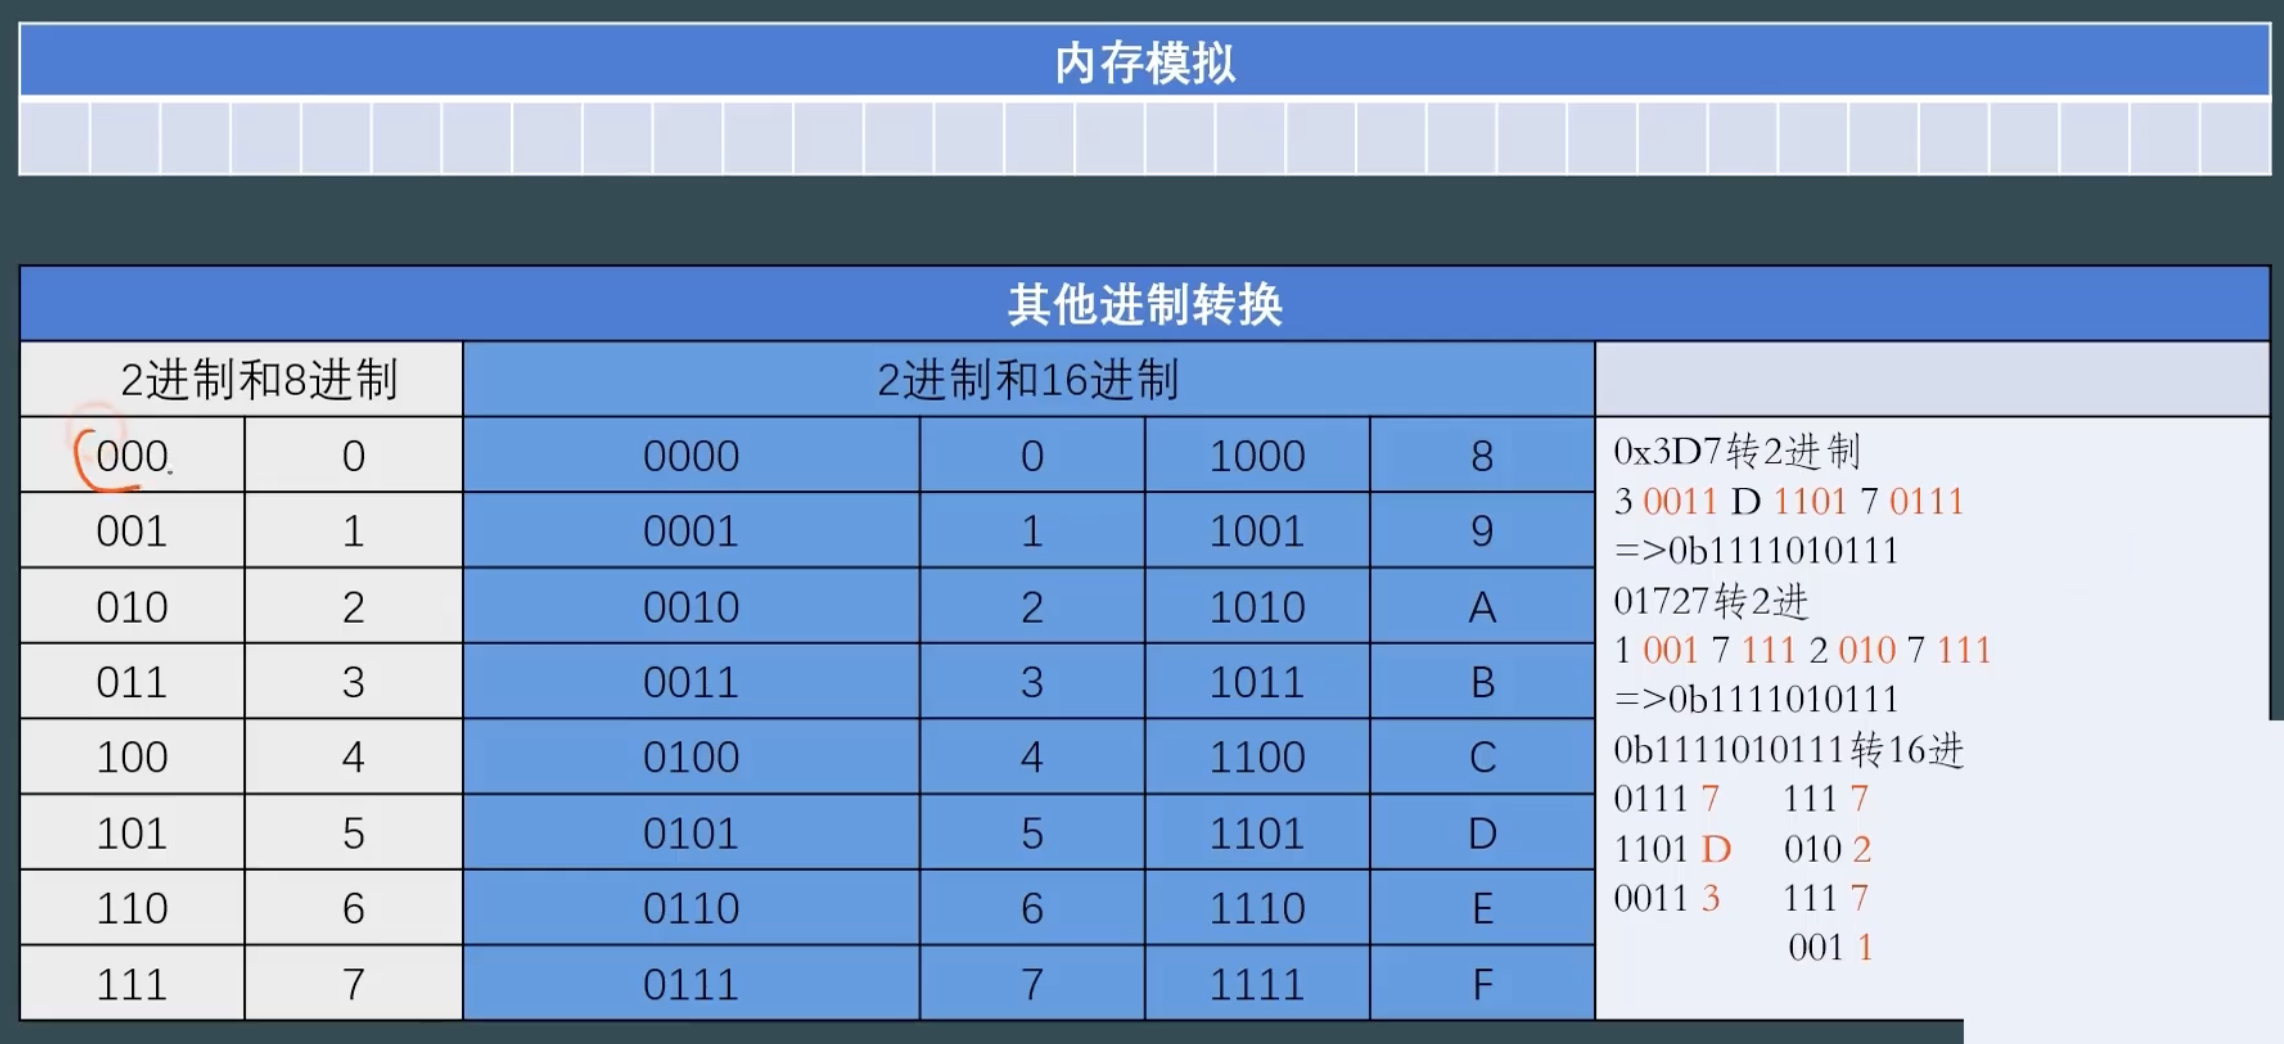 内存模拟
其他进制转换
2进制和8进制 2进制和16进制
000 0 0000 0 1000 8
001 1 0001 1 1001 9
010 2 0010 2 1010 A
011 3 0011 3 1011 B
100 4 0100 4 1100 C
101 5 0101 5 1101 D
110 6 0110 6 1110 E
111 7 0111 7 1111 F
0x3D7转2进制
3 0011 D 1101 7 0111
=>0b1111010111
01727转2进
1 001 7 111 2 010 7 111
=>0b1111010111
0b1111010111转16进
0111 7 111 7
1101 D 010 2
0011 3 111 7
001 1